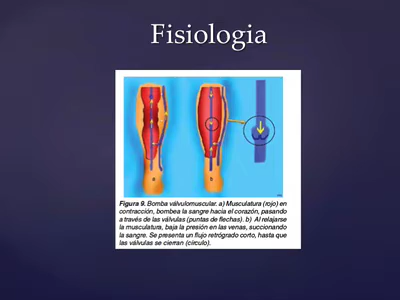 Fisiologia
a
b
Figura 9. Bomba válvulomuscular. a) Musculatura (rojo) en
contracción, bombea la sangre hacia el corazón, pasando
a través de las válvulas (puntas de flechas). b) Al relajarse
la musculatura, baja la presión en las venas, succionando
la sangre. Se presenta un flujo retrógrado corto, hasta que
las válvulas se cierran (círculo).